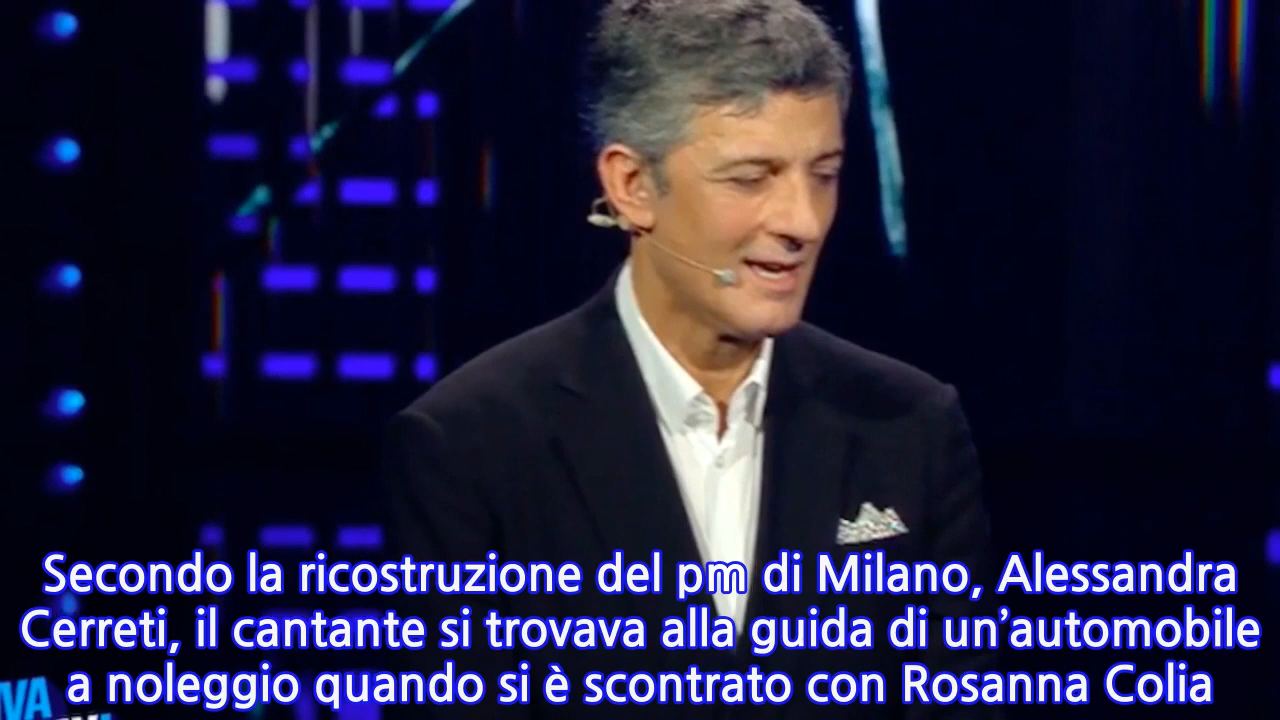 Secondo la ricostruzione del pm di Milano, Alessandra
Cerreti, il cantante si trovava alla guida di un’automobile
a noleggio quando si è scontrato con Rosanna Colia
IVA